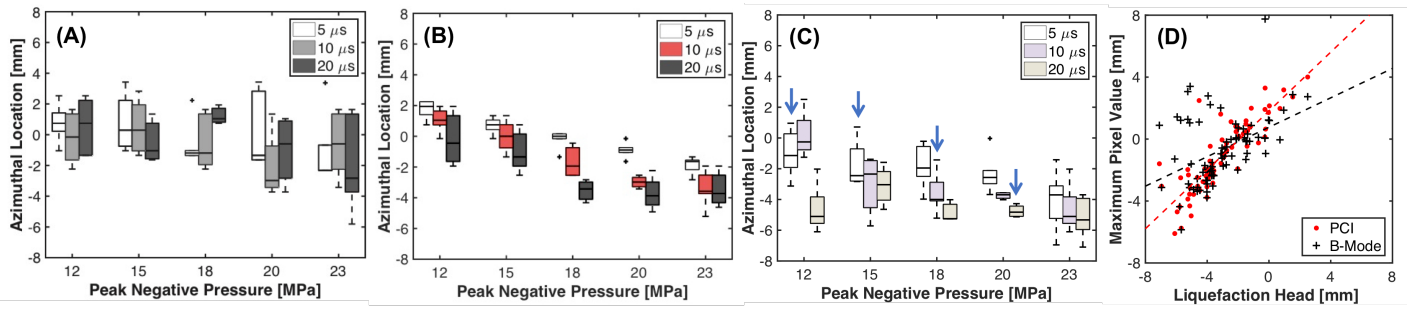 (A)
5 μs
10 μs
20 μs
Azimuthal Location [mm]
8
6
4
2
0
-2
-4
-6
-8
12 15 18 20 23
Peak Negative Pressure [MPa]
(B)
5 μs
10 μs
20 μs
Azimuthal Location [mm]
8
6
4
2
0
-2
-4
-6
-8
12 15 18 20 23
Peak Negative Pressure [MPa]
(C)
5 μs
10 μs
20 μs
Azimuthal Location [mm]
8
6
4
2
0
-2
-4
-6
-8
12 15 18 20 23
Peak Negative Pressure [MPa]
(D)
Maximum Pixel Value [mm]
8
4
0
-4
-8
PCI
B-Mode
-8 -4 0 4 8
Liquefaction Head [mm]